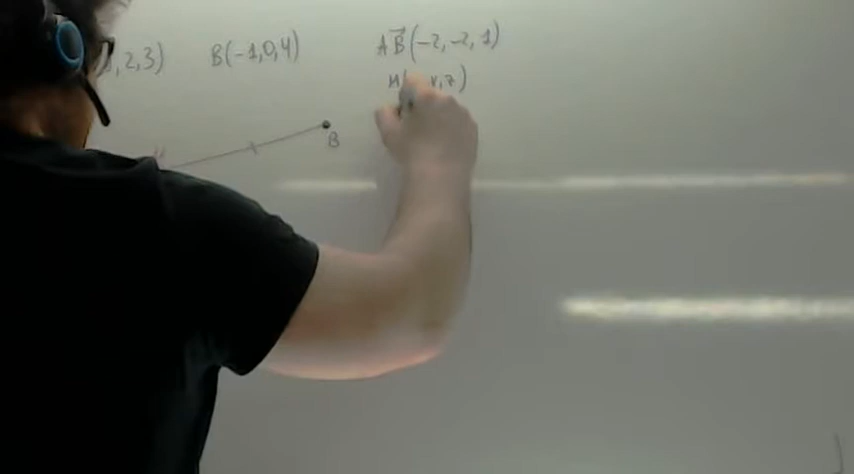 ,2,3) B(-1,0,4) AB⃗(-2,-2,1)
,z)
B